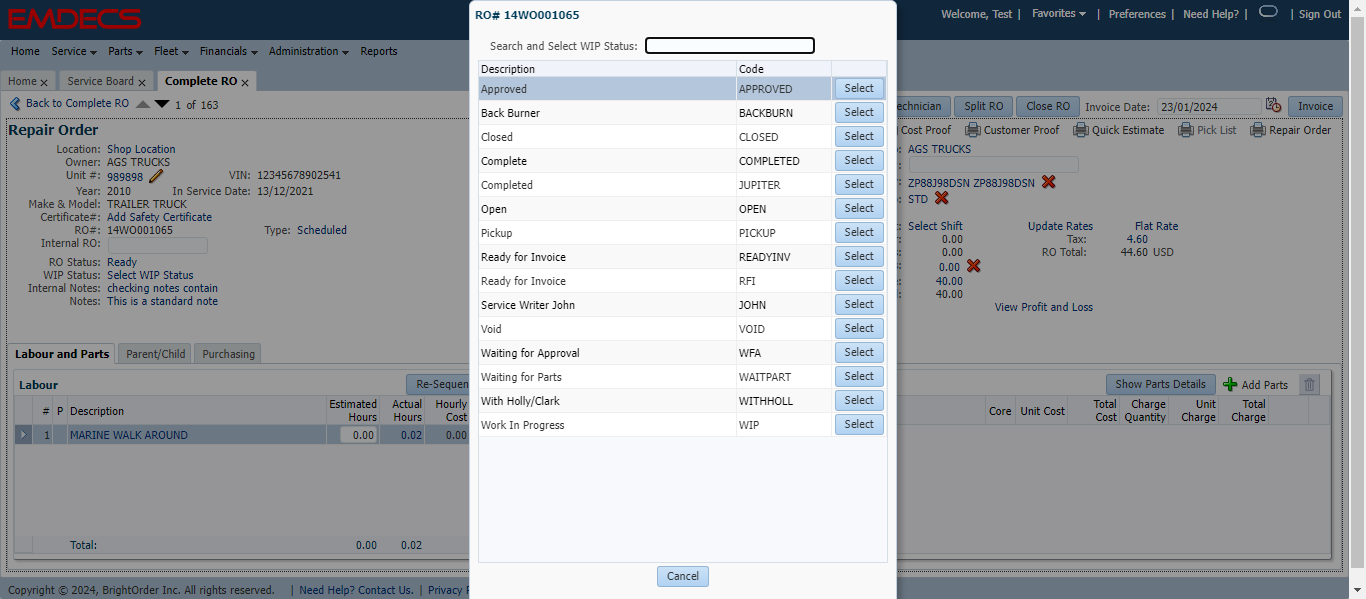 EMDECS
Welcome, Test | Favorites | Preferences | Need Help? | | Sign Out
Home Service Parts Fleet Financials Administration Reports
Home x Service Board x Complete RO x
Back to Complete RO 1 of 163
echnician Split RO Close RO Invoice Date: 23/01/2024 Invoice
Repair Order
Cost Proof Customer Proof Quick Estimate Pick List Repair Order
Location: Shop Location
Owner: AGS TRUCKS
Unit #: 989898 VIN: 12345678902541
Year: 2010 In Service Date: 13/12/2021
Make & Model: TRAILER TRUCK
Certificate#: Add Safety Certificate
RO#: 14WO001065 Type: Scheduled
Internal RO:
RO Status: Ready
WIP Status: Select WIP Status
Internal Notes: checking notes contain
Notes: This is a standard note
AGS TRUCKS
ZP88J98DSN ZP88J98DSN
STD
Select Shift Update Rates Flat Rate
0.00 Tax: 4.60
0.00 RO Total: 44.60 USD
0.00
40.00
40.00
View Profit and Loss
RO# 14WO001065
Search and Select WIP Status:
Description Code
Approved APPROVED Select
Back Burner BACKBURN Select
Closed CLOSED Select
Complete COMPLETED Select
Completed JUPITER Select
Open OPEN Select
Pickup PICKUP Select
Ready for Invoice READYINV Select
Ready for Invoice RFI Select
Service Writer John JOHN Select
Void VOID Select
Waiting for Approval WFA Select
Waiting for Parts WAITPART Select
With Holly/Clark WITHHOLL Select
Work In Progress WIP Select
Cancel
Labour and Parts Parent/Child Purchasing
Labour Re-Sequen Show Parts Details Add Parts
# P Description Estimated Hours Actual Hours Hourly Cost Core Unit Cost Total Cost Charge Quantity Unit Charge Total Charge
1 MARINE WALK AROUND 0.00 0.02 0.00
Total: 0.00 0.02
Copyright © 2024, BrightOrder Inc. All rights reserved. | Need Help? Contact Us. | Privacy